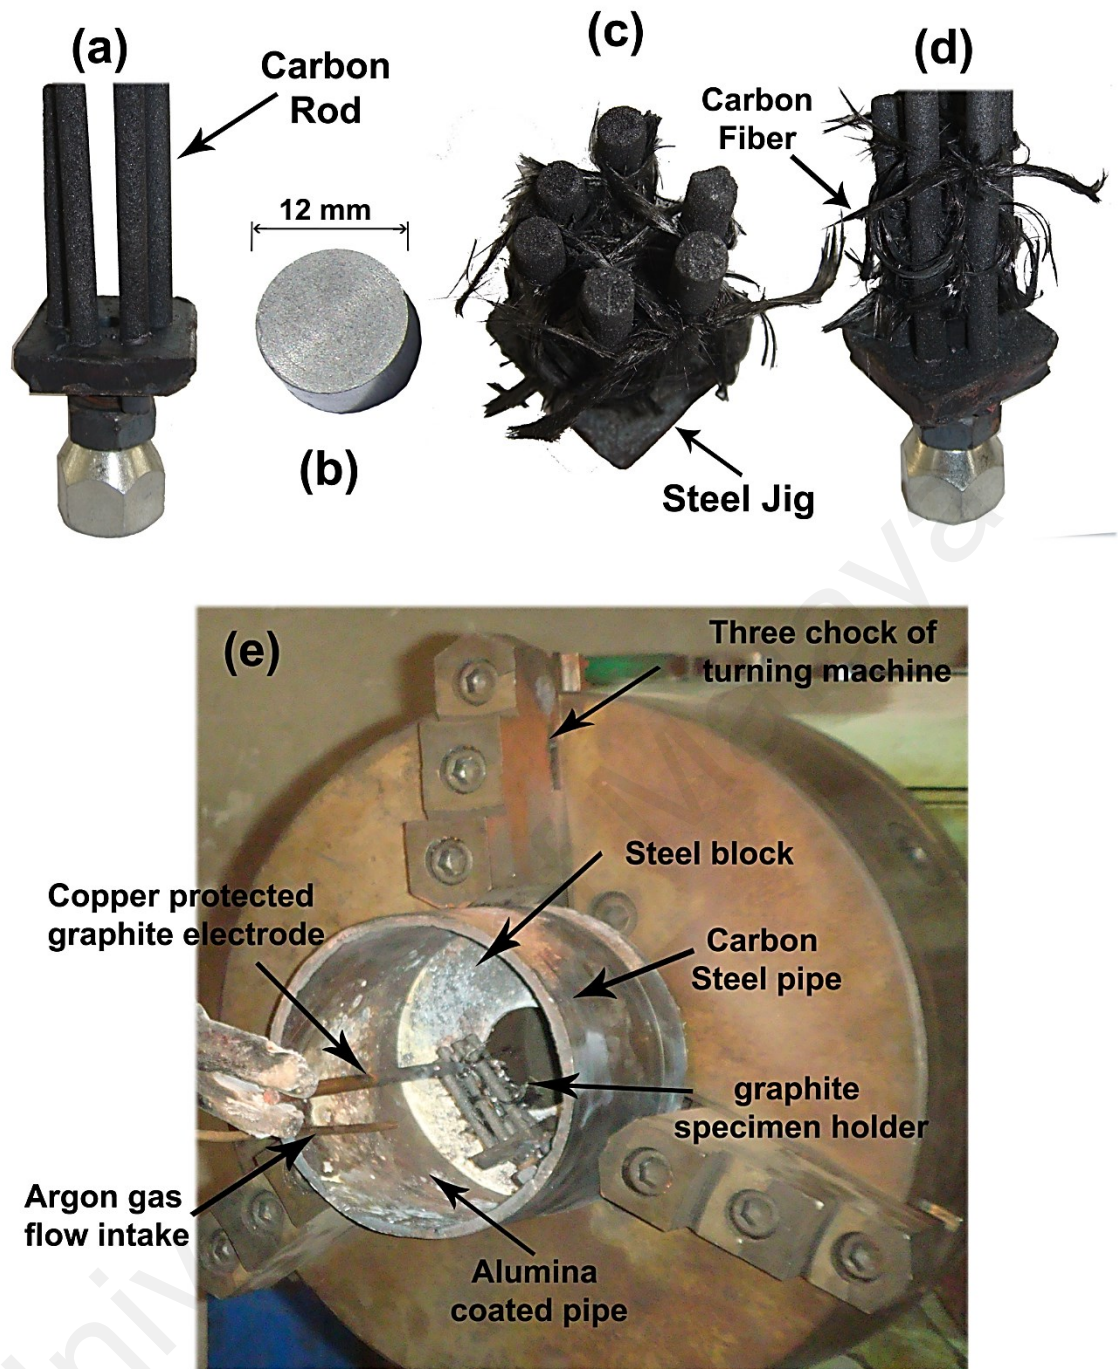 (a)
Carbon
Rod
12 mm
(b)
(c)
Steel Jig
(d)
Carbon
Fiber
(e)
Three chock of
turning machine
Steel block
Copper protected
graphite electrode
Carbon
Steel pipe
graphite
specimen holder
Argon gas
flow intake
Alumina
coated pipe